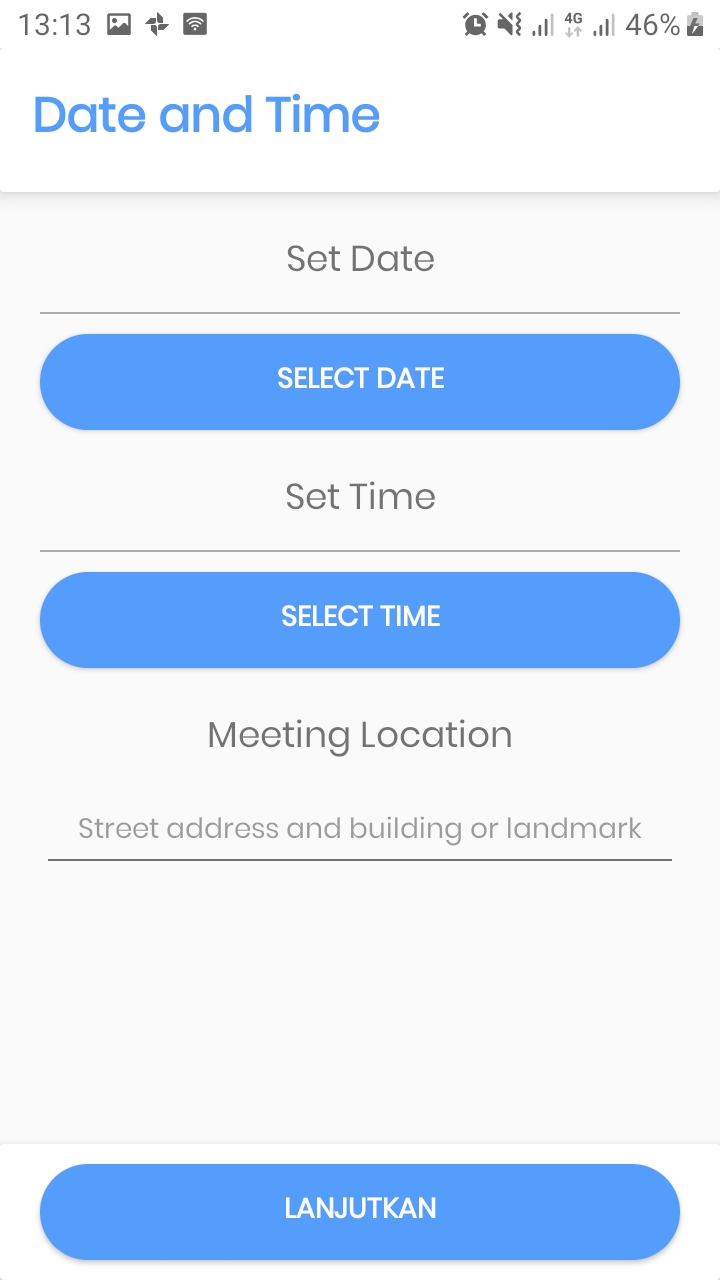 13:13 4G 46%
Date and Time
Set Date
SELECT DATE
Set Time
SELECT TIME
Meeting Location
Street address and building or landmark
LANJUTKAN